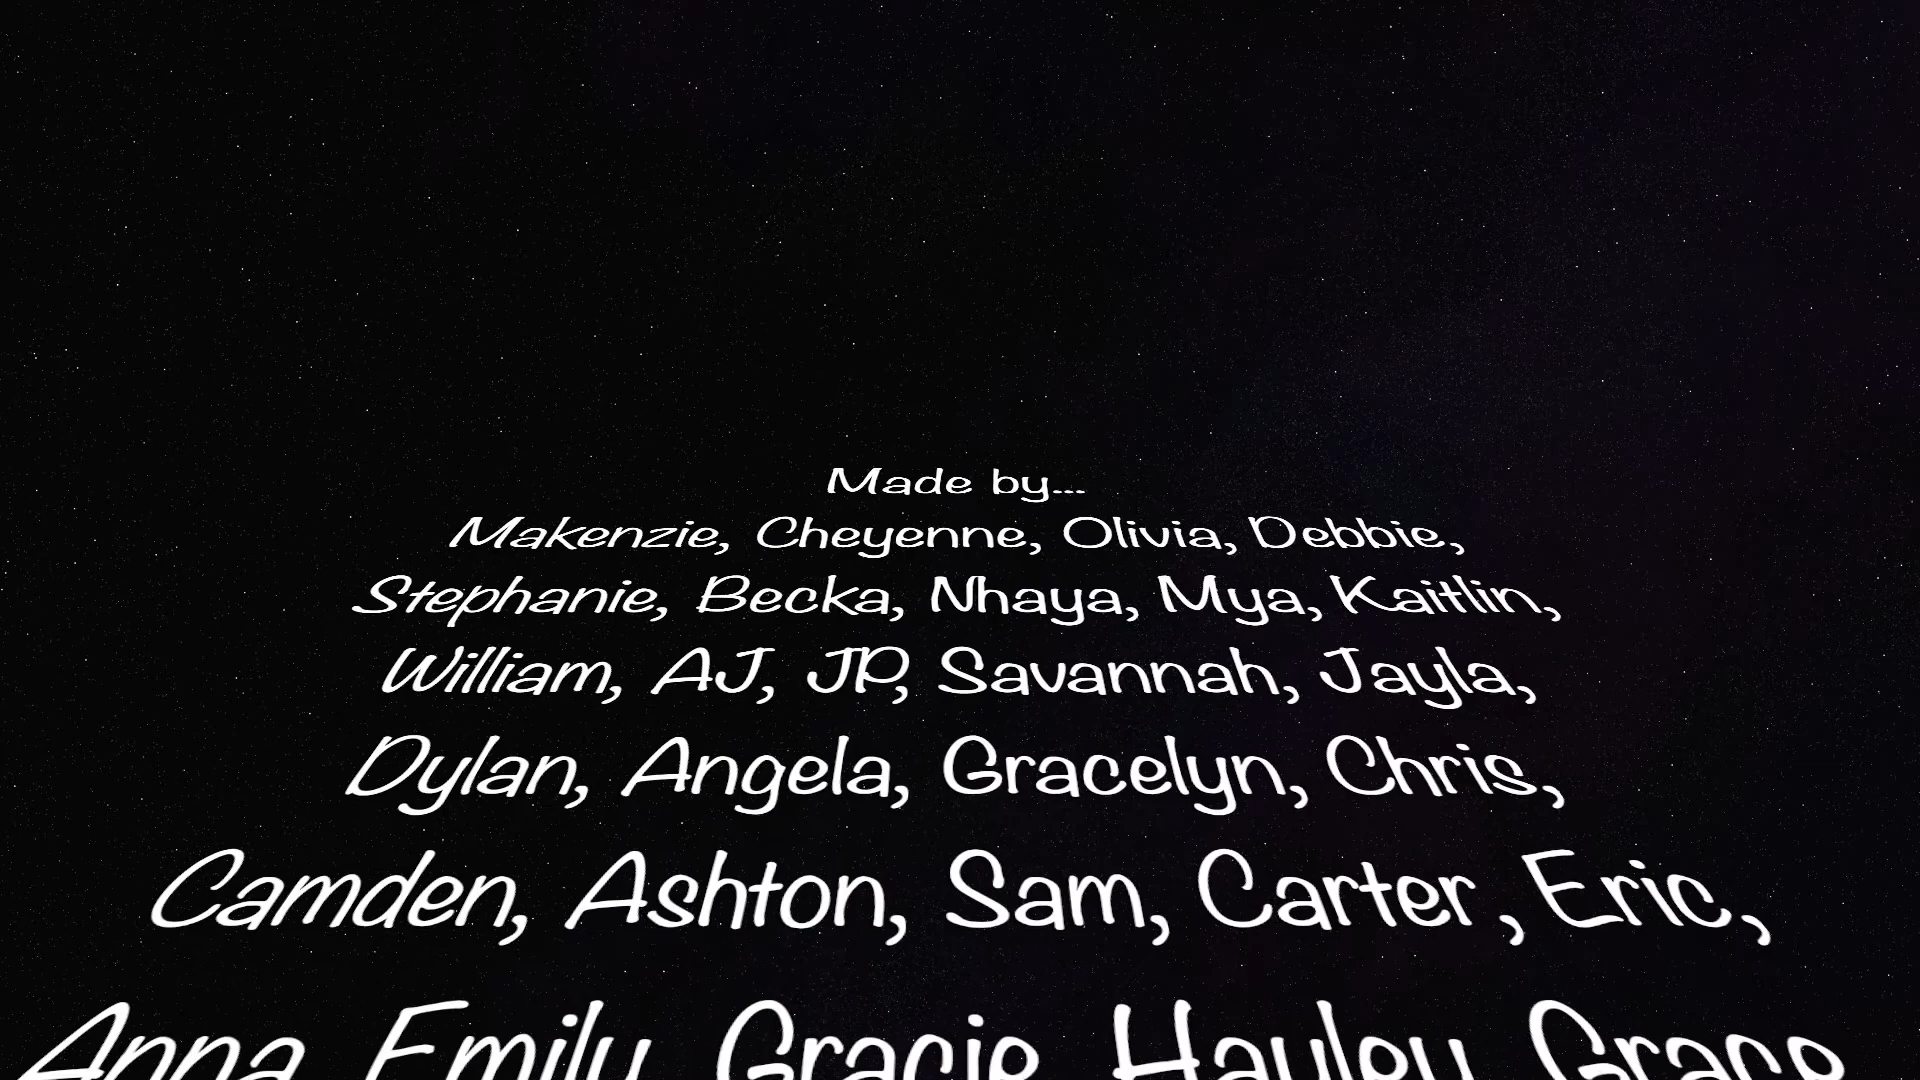 Made by...
Makenzie, Cheyenne, Olivia, Debbie,
Stephanie, Becka, Nhaya, Mya, Kaitlin,
William, AJ, JP, Savannah, Jayla,
Dylan, Angela, Gracelyn, Chris,
Camden, Ashton, Sam, Carter , Eric,
Anna Emily Gracie Hayley Grace